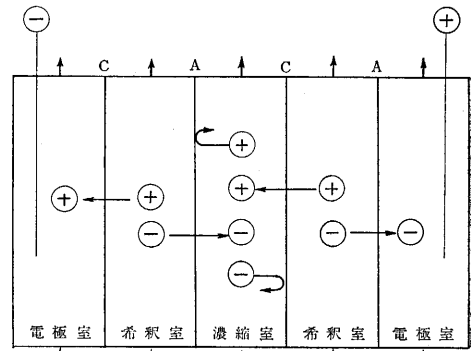 − +
C A C A
+
+ + + +
− − − −
−
電極室 希釈室 濃縮室 希釈室 電極室